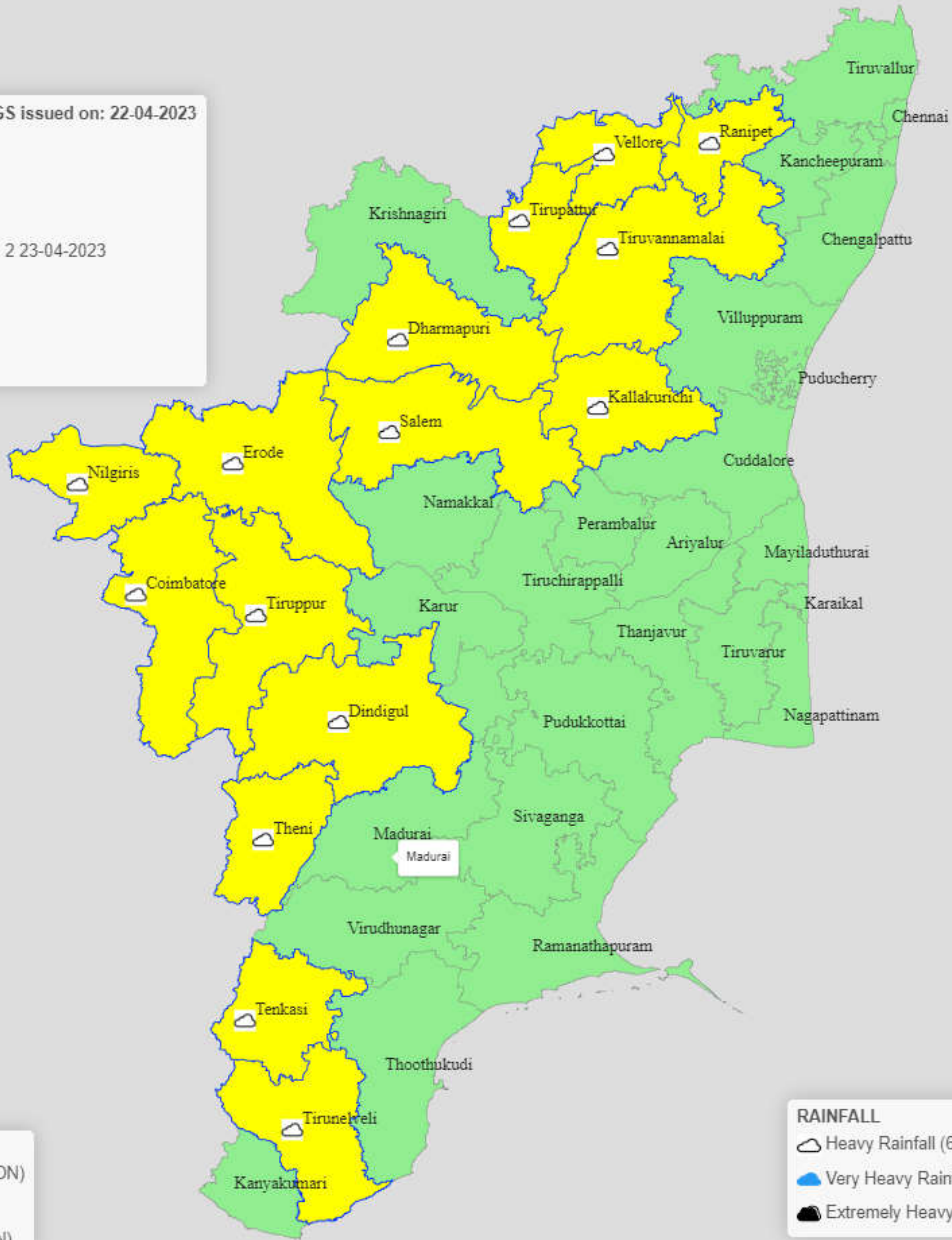 GS issued on: 22-04-2023
2 23-04-2023
Tiruvallur
Chennai
Ranipet
Vellore
Kancheepuram
Krishnagiri
Tirupattur
Tiruvannamalai
Chengalpattu
Villuppuram
Dharmapuri
Puducherry
Kallakurichi
Salem
Erode
Cuddalore
Nilgiris
Namakkal
Perambalur
Ariyalur
Mayiladuthurai
Coimbatore
Tiruchirappalli
Tiruppur
Karur
Karaikal
Thanjavur
Tiruvarur
Dindigul
Nagapattinam
Pudukkottai
Sivaganga
Theni
Madurai
Madurai
Virudhunagar
Ramanathapuram
Tenkasi
Thoothukudi
Tirunelveli
Kanyakumari
ON)
N)
RAINFALL
Heavy Rainfall (6
Very Heavy Rain
Extremely Heavy